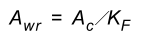 A_wr = A_c/K_F